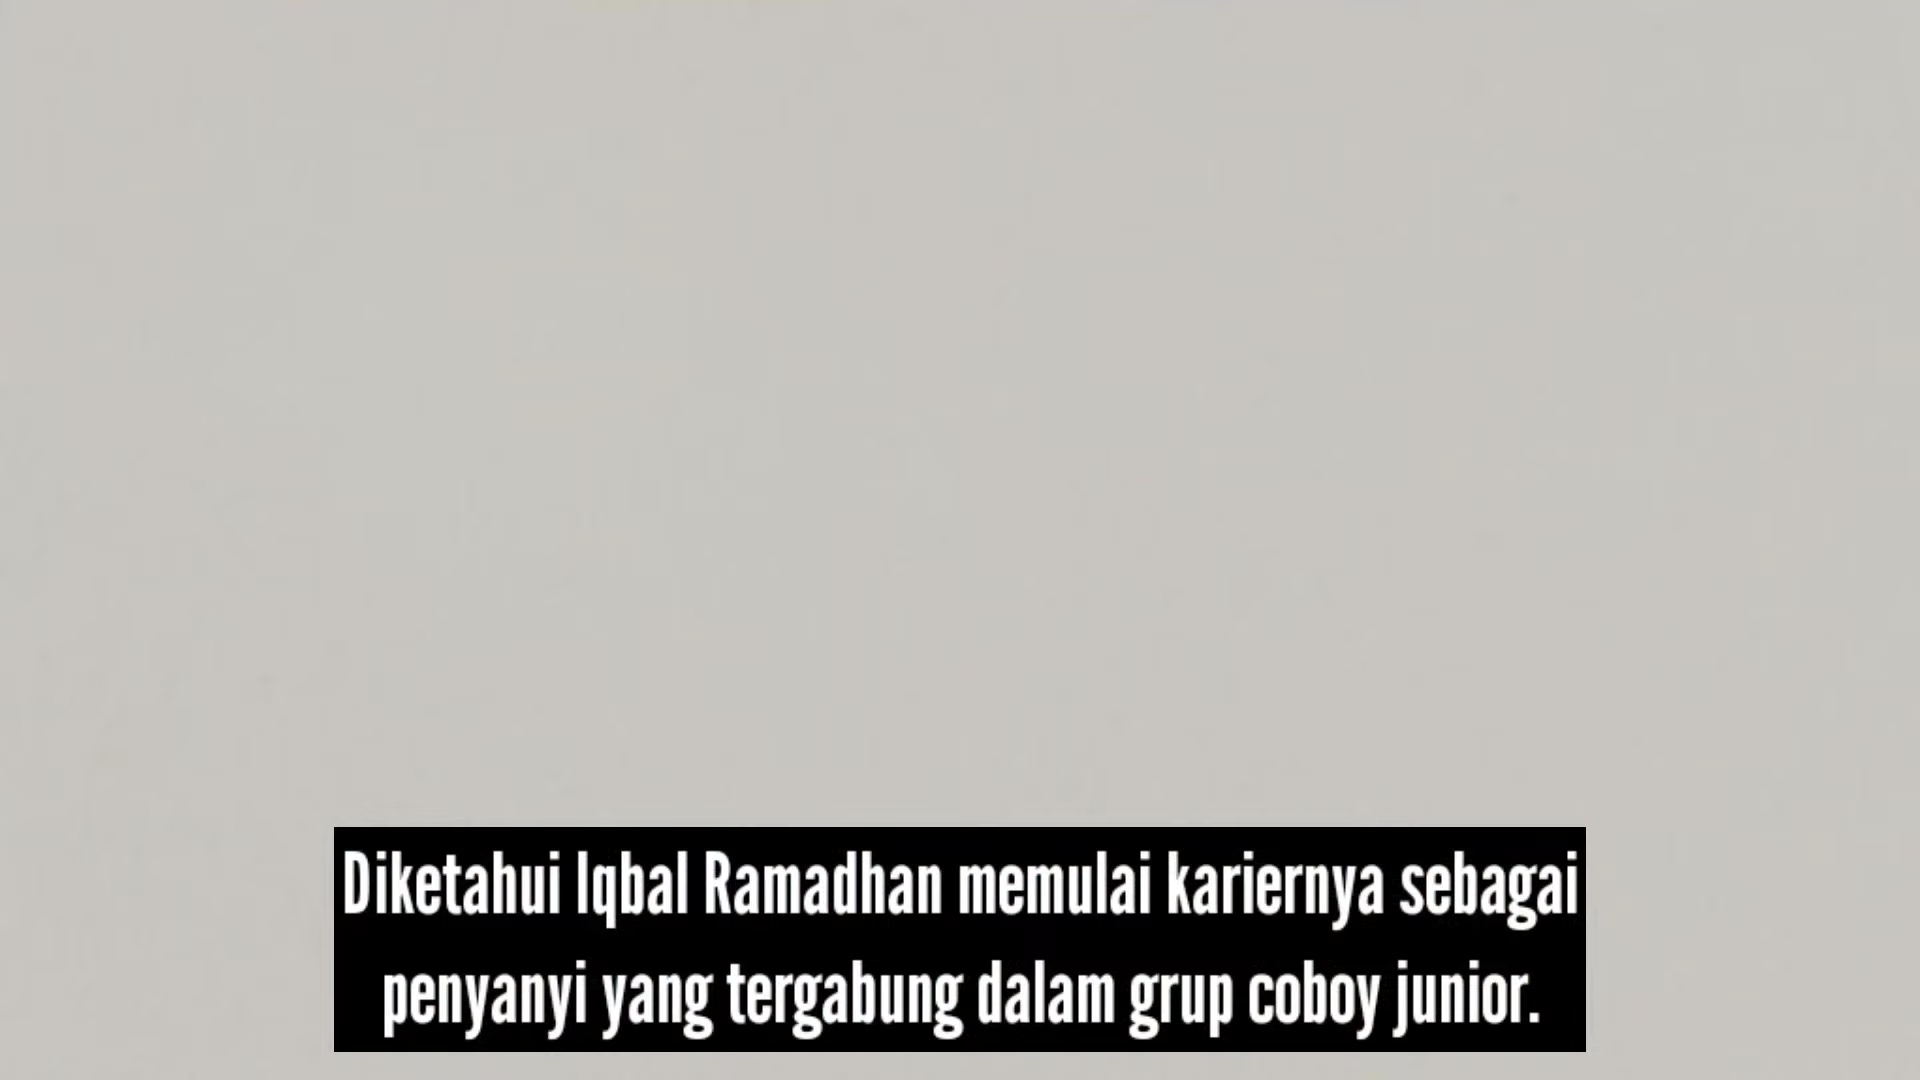 Diketahui Iqbal Ramadhan memulai kariernya sebagai
penyanyi yang tergabung dalam grup coboy junior.